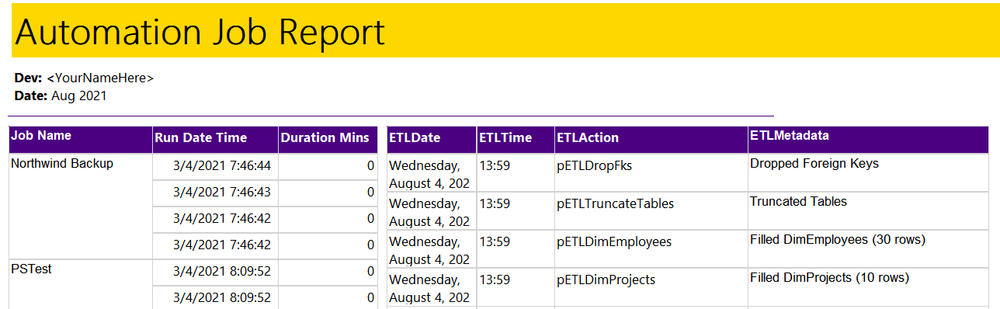 Automation Job Report
Dev: <YourNameHere>
Date: Aug 2021
Job Name Run Date Time Duration Mins
Northwind Backup 3/4/2021 7:46:44 0
3/4/2021 7:46:43 0
3/4/2021 7:46:42 0
3/4/2021 7:46:42 0
PSTest 3/4/2021 8:09:52 0
3/4/2021 8:09:52 0
ETLDate ETLTime ETLAction ETLMetadata
Wednesday, 13:59 pETLDropFks Dropped Foreign Keys
August 4, 202
Wednesday, 13:59 pETLTruncateTables Truncated Tables
August 4, 202
Wednesday, 13:59 pETLDimEmployees Filled DimEmployees (30 rows)
August 4, 202
Wednesday, 13:59 pETLDimProjects Filled DimProjects (10 rows)
August 4, 202